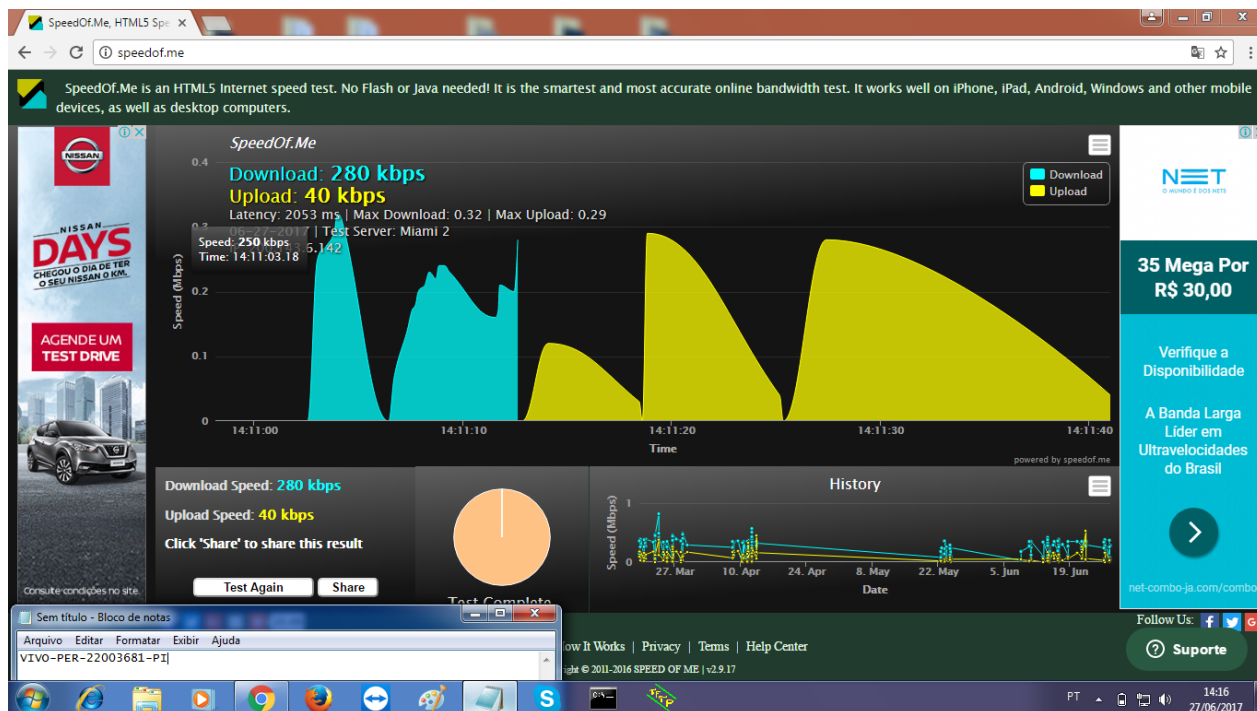 SpeedOf.Me, HTML5 Spe
speedof.me
SpeedOf.Me is an HTML5 Internet speed test. No Flash or Java needed! It is the smartest and most accurate online bandwidth test. It works well on iPhone, iPad, Android, Windows and other mobile
devices, as well as desktop computers.
NISSAN
NISSAN
DAYS
CHEGOU O DIA DE TER
O SEU NISSAN 0 KM.
AGENDE UM
TEST DRIVE
Consulte condições no site.
SpeedOf.Me
Download: 280 kbps
Upload: 40 kbps
Latency: 2053 ms | Max Download: 0.32 | Max Upload: 0.29
06-27-2017 | Test Server: Miami 2
6.142
Speed: 250 kbps
Time: 14:11:03.18
Download
Upload
Speed (Mbps)
0.4
0.3
0.2
0.1
0
14:11:00
14:11:10
14:11:20
14:11:30
14:11:40
Time
powered by speedof.me
Download Speed: 280 kbps
Upload Speed: 40 kbps
Click 'Share' to share this result
Test Again
Share
Test Complete
History
Speed (Mbps)
1
0
27. Mar
10. Apr
24. Apr
8. May
22. May
5. Jun
19. Jun
Date
NET
O MUNDO É DOS NETS
35 Mega Por
R$ 30,00
Verifique a
Disponibilidade
A Banda Larga
Líder em
Ultravelocidades
do Brasil
net-combo-ja.com/combo
Sem título - Bloco de notas
Arquivo Editar Formatar Exibir Ajuda
VIVO-PER-22003681-PI
How It Works | Privacy | Terms | Help Center
© 2011-2016 SPEED OF ME | v2.9.17
Follow Us:
Suporte
PT
14:16
27/06/2017